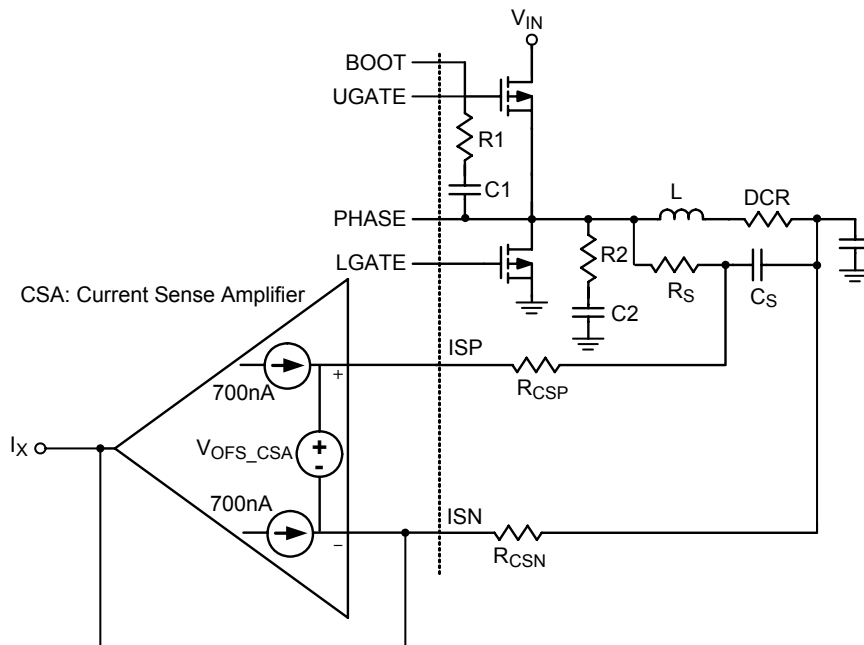 V_IN
BOOT
UGATE
R1
C1
L
DCR
PHASE
R2
LGATE
R_S
C_S
CSA: Current Sense Amplifier
C2
ISP
+
700nA
R_CSP
I_X
V_OFS_CSA
+
-
700nA
ISN
−
R_CSN